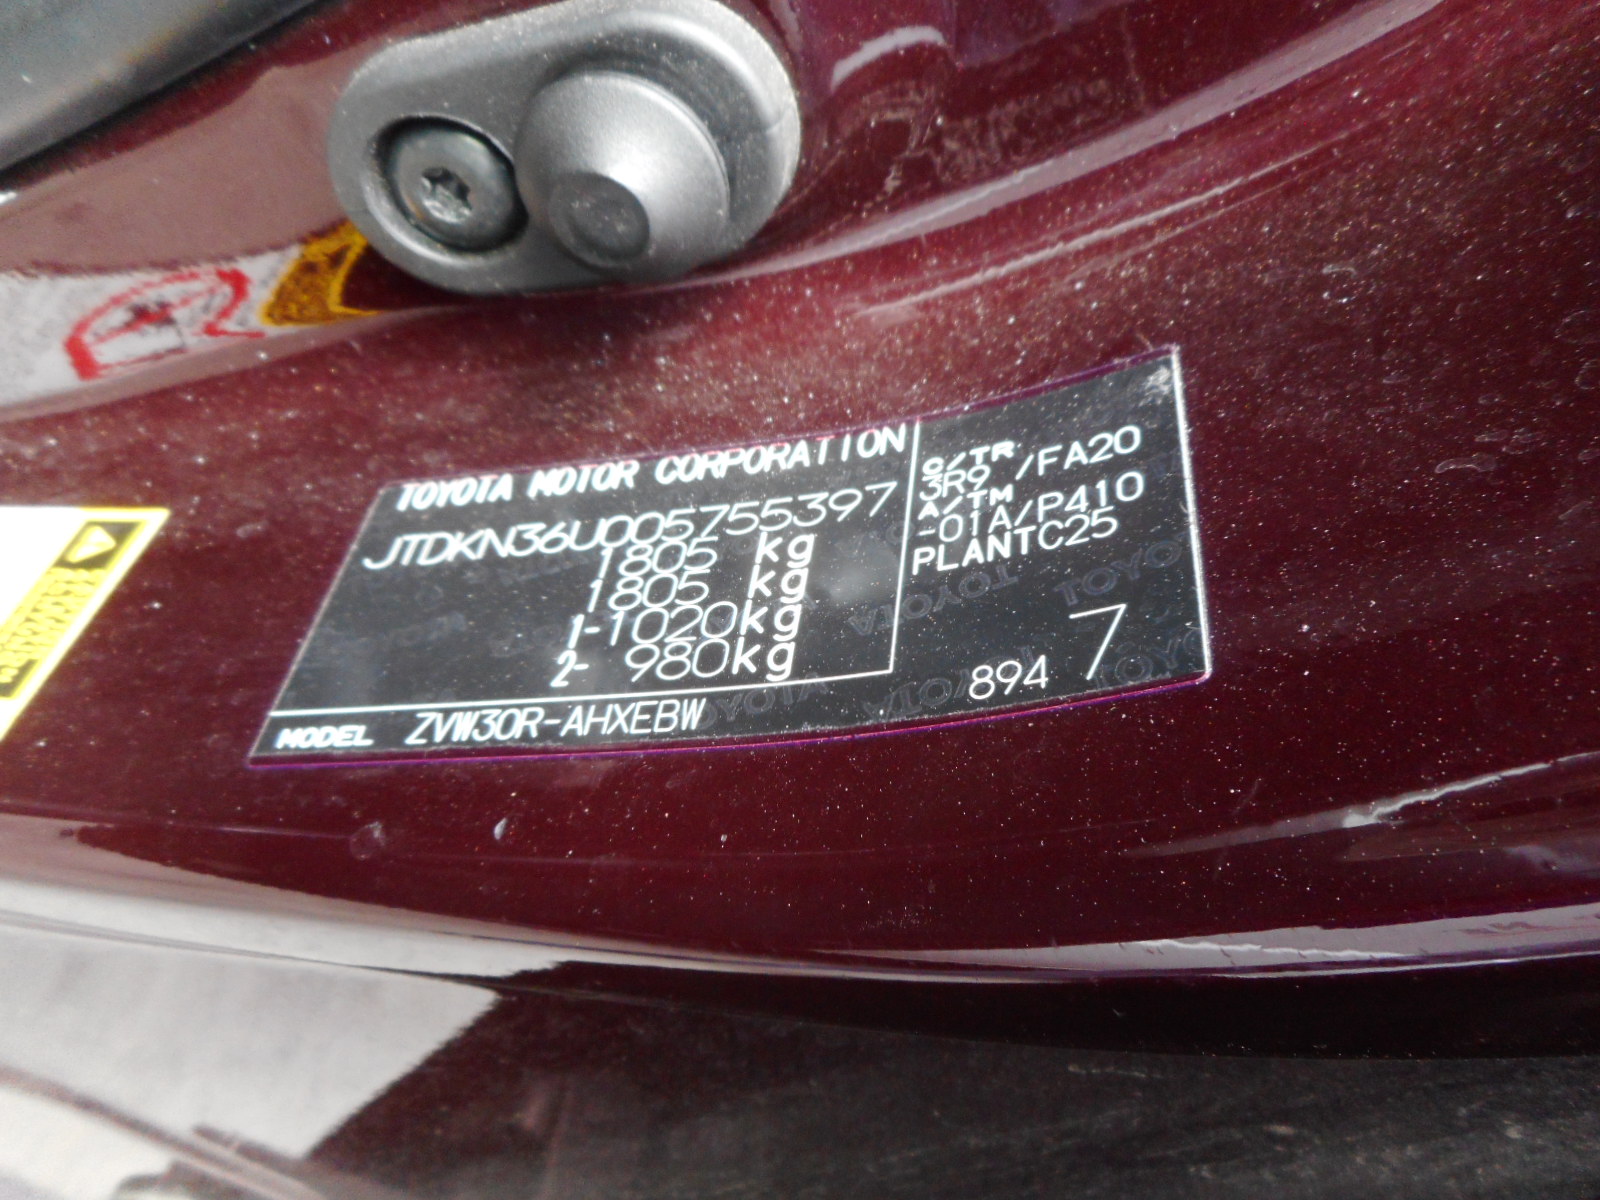 TOYOTA MOTOR CORPORATION
JTDKN36U005755397
1805 kg
1805 kg
1-1020kg
2- 980kg
C/TR
3R9 /FA20
A/TM
-01A/P410
PLANTC25
894 7
MODEL ZVW30R-AHXEBW